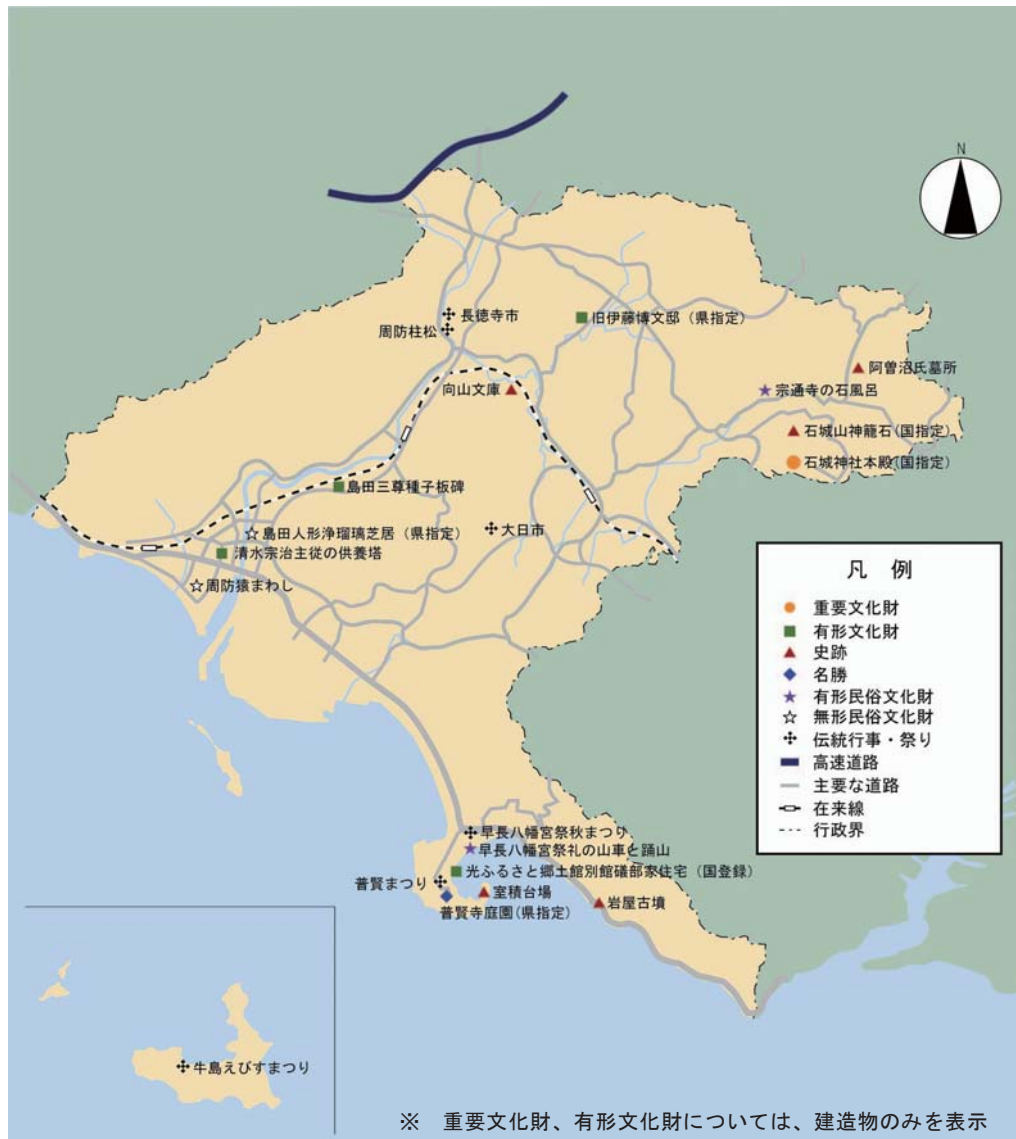 N
長徳寺市
周防柱松
旧伊藤博文邸（県指定）
阿曽沼氏墓所
向山文庫
宗通寺の石風呂
石城山神籠石(国指定)
石城神社本殿(国指定)
島田三尊種子板碑
大日市
島田人形浄瑠璃芝居（県指定）
清水宗治主従の供養塔
周防猿まわし
凡 例
重要文化財
有形文化財
史跡
名勝
有形民俗文化財
無形民俗文化財
伝統行事・祭り
高速道路
主要な道路
在来線
行政界
早長八幡宮祭秋まつり
早長八幡宮祭礼の山車と踊山
光ふるさと郷土館別館礒部家住宅（国登録）
普賢まつり
室積台場
岩屋古墳
普賢寺庭園(県指定)
牛島えびすまつり
※ 重要文化財、有形文化財については、建造物のみを表示